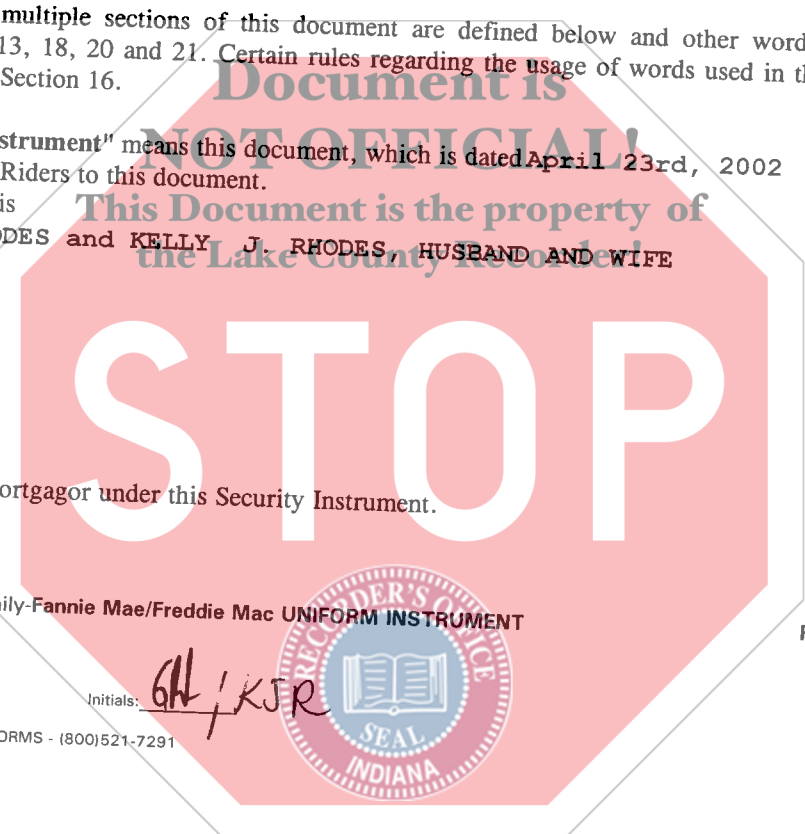 multiple sections of this document are defined below and other word
13, 18, 20 and 21. Certain rules regarding the usage of words used in
Section 16.
Document is
strument" means this document, which is dated April 23rd, 2002
NOT OFFICIAL!
Riders to this document.
is
This Document is the property of
DES and KELLY J. RHODES, HUSBAND AND WIFE
the Lake County Recorder!
STOP
ortgagor under this Security Instrument.
ily-Fannie Mae/Freddie Mac UNIFORM INSTRUMENT
RECORDER'S OFFICE
Initials: / KJR
SEAL
ORMS - (800)521-7291
INDIANA